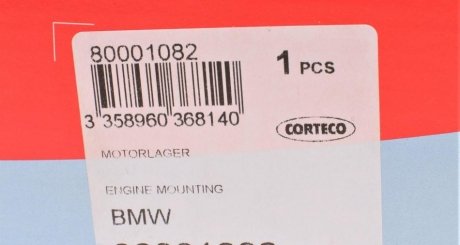 80001082
1 PCS
3 358960 368140
CORTECO
MOTORLAGER
ENGINE MOUNTING
BMW